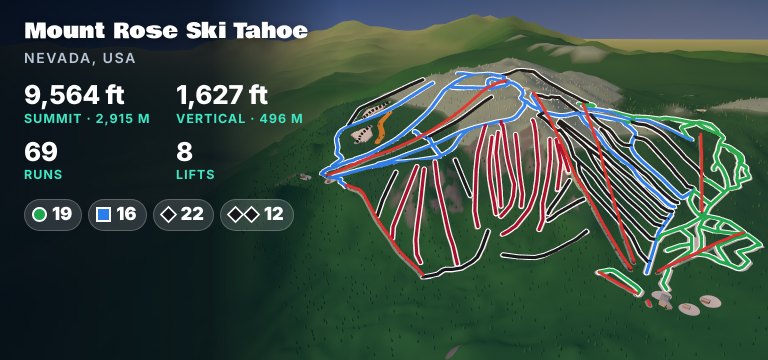 Mount Rose Ski Tahoe
NEVADA, USA
9,564 ft 1,627 ft
SUMMIT · 2,915 M VERTICAL · 496 M
69 8
RUNS LIFTS
19 16 22 12